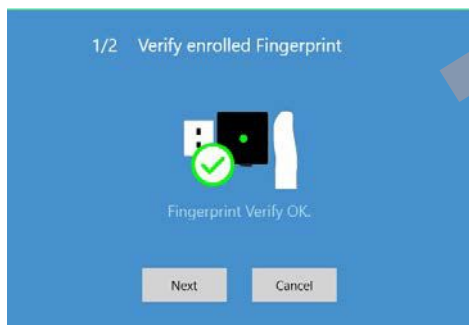 1/2 Verify enrolled Fingerprint
Fingerprint Verify OK.
Next Cancel